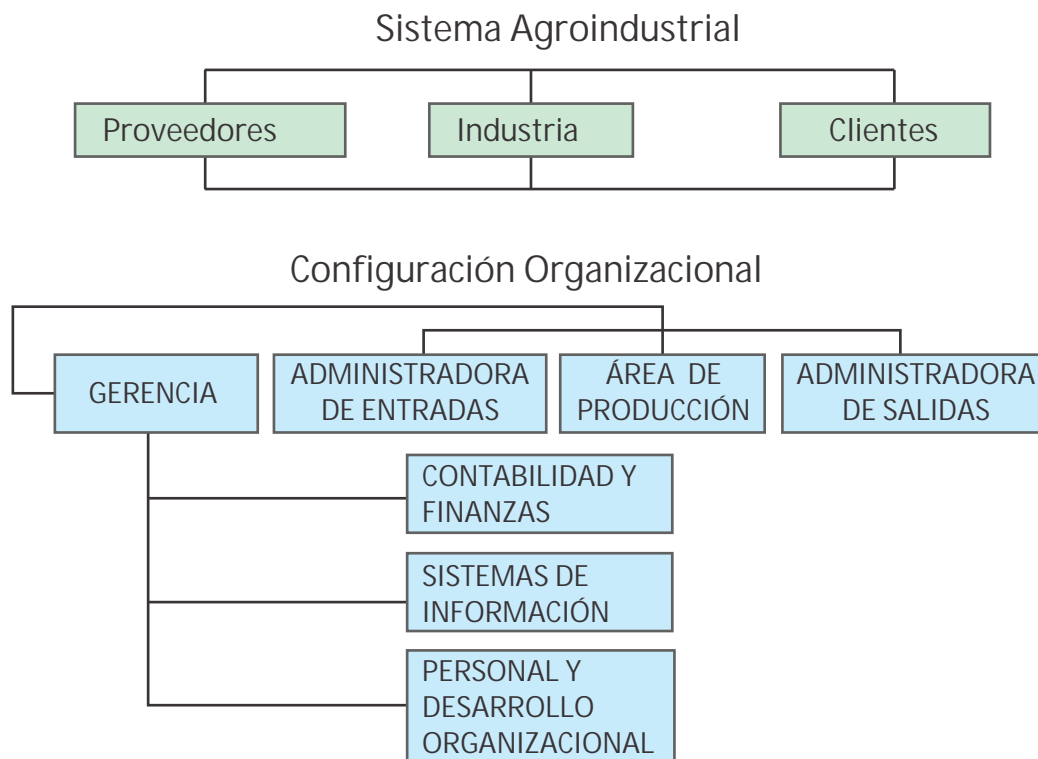 Sistema Agroindustrial
Proveedores
Industria
Clientes
Configuración Organizacional
GERENCIA
ADMINISTRADORA
DE ENTRADAS
ÁREA DE
PRODUCCIÓN
ADMINISTRADORA
DE SALIDAS
CONTABILIDAD Y
FINANZAS
SISTEMAS DE
INFORMACIÓN
PERSONAL Y
DESARROLLO
ORGANIZACIONAL